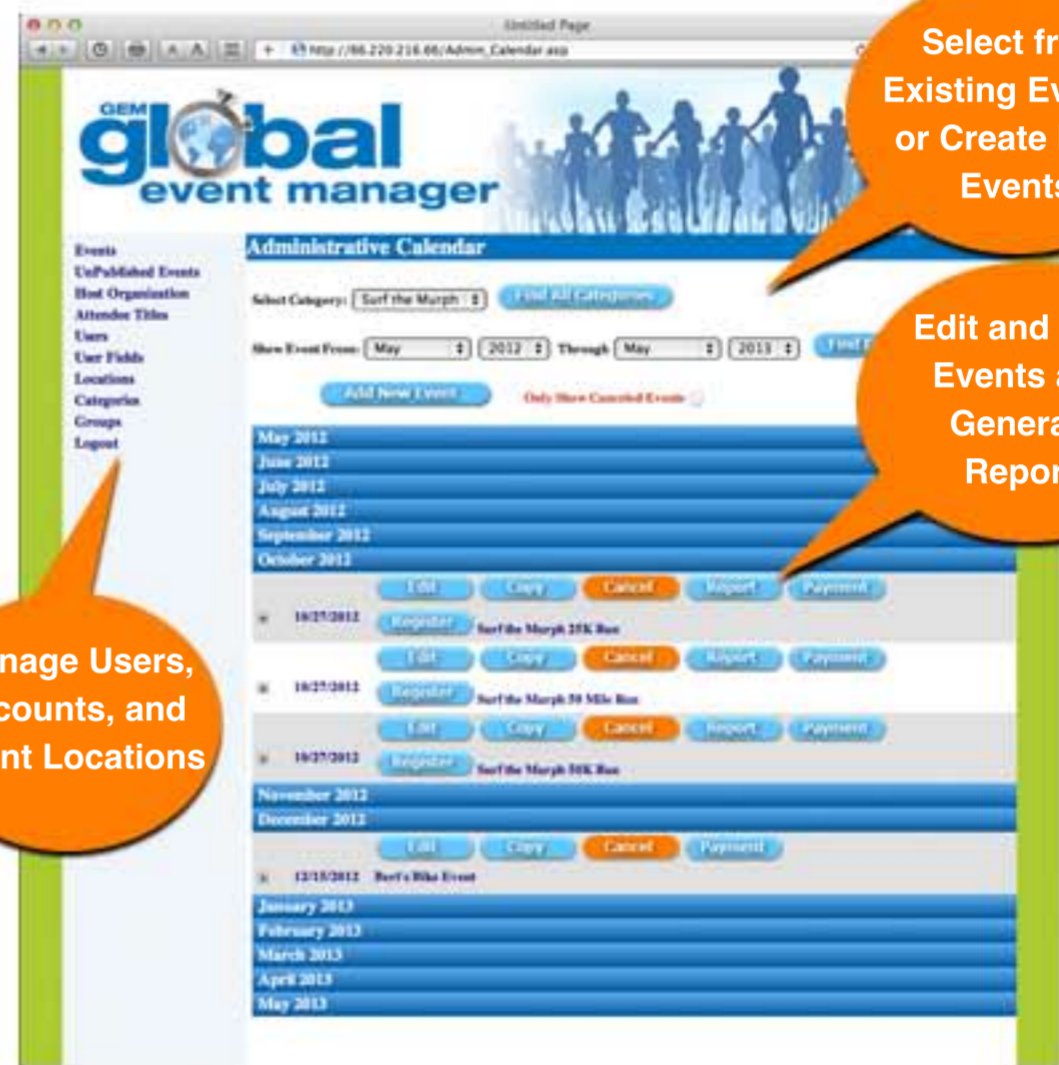 Untitled Page
http://66.220.216.66/Admin_Calendar.asp
GEM
global
event manager
Select fr
Existing Ev
or Create
Events
Events
UnPublished Events
Host Organization
Attendee Titles
Users
User Fields
Locations
Categories
Groups
Logout
Administrative Calendar
Select Category: Surf the Murph Find All Categories
Show Event From: May 2012 Through May 2013 Find
Add New Event Only Show Canceled Events
Edit and
Events a
Genera
Repor
May 2012
June 2012
July 2012
August 2012
September 2012
October 2012
Edit Copy Cancel Report Payment
10/27/2012 Register Surf the Murph 25K Run
Edit Copy Cancel Report Payment
10/27/2012 Register Surf the Murph 50 Mile Run
Edit Copy Cancel Report Payment
10/27/2012 Register Surf the Murph 50K Run
November 2012
December 2012
Edit Copy Cancel Payment
12/15/2012 Bert's Bike Event
January 2013
February 2013
March 2013
April 2013
May 2013
nage Users,
counts, and
nt Locations